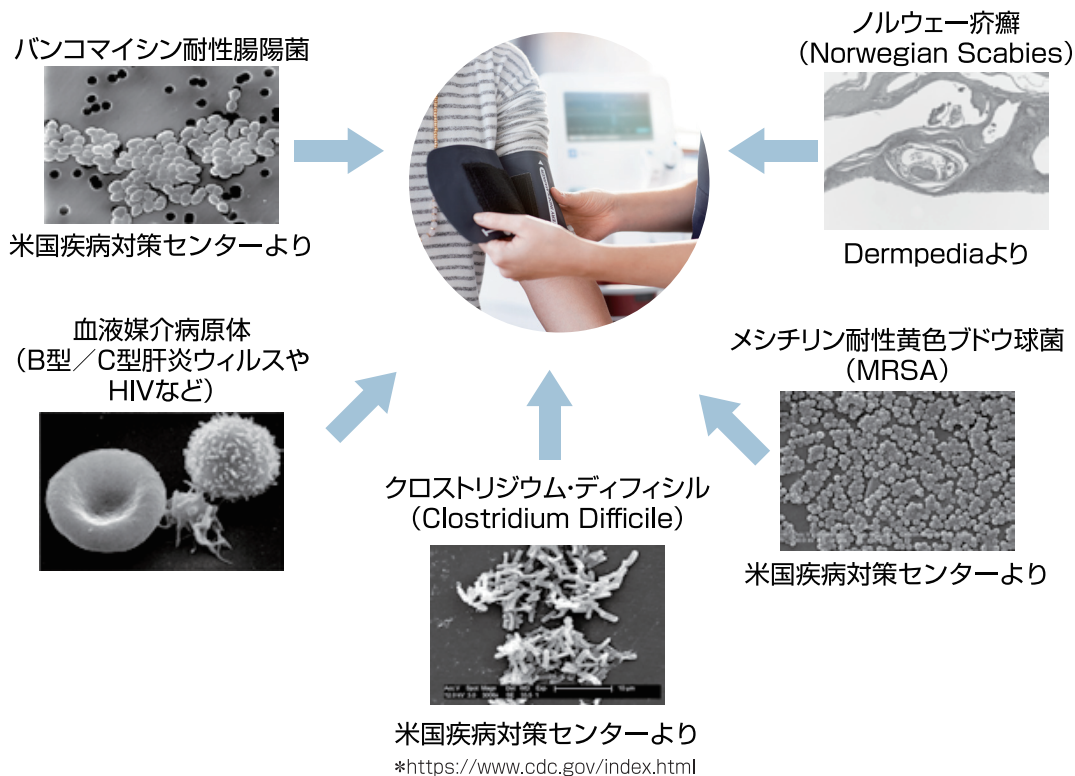 バンコマイシン耐性腸陽菌
米国疾病対策センターより
ノルウェー疥癬
（Norwegian Scabies）
Dermpediaより
血液媒介病原体
（B型／C型肝炎ウィルスや
HIVなど）
メシチリン耐性黄色ブドウ球菌
（MRSA）
米国疾病対策センターより
クロストリジウム・ディフィシル
（Clostridium Difficile）
米国疾病対策センターより
*https://www.cdc.gov/index.html